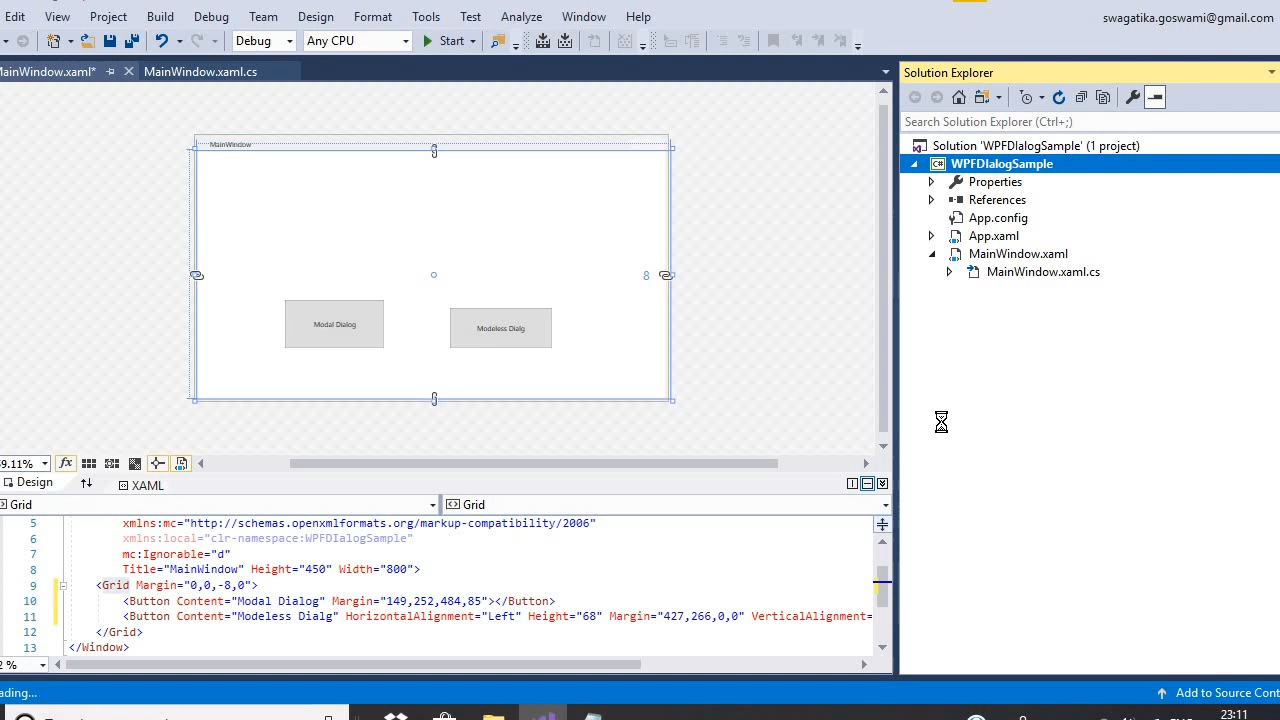 Edit View Project Build Debug Team Design Format Tools Test Analyze Window Help
swagatika.goswami@gmail.com
Debug Any CPU Start
MainWindow.xaml* MainWindow.xaml.cs
Solution Explorer
Search Solution Explorer (Ctrl+;)
Solution 'WPFDIalogSample' (1 project)
C# WPFDIalogSample
Properties
References
App.config
App.xaml
MainWindow.xaml
MainWindow.xaml.cs
MainWindow
8
Modal Dialog
Modeless Dialg
9.11% fx
Design XAML
Grid Grid
5 xmlns:mc="http://schemas.openxmlformats.org/markup-compatibility/2006"
6 xmlns:local="clr-namespace:WPFDIalogSample"
7 mc:Ignorable="d"
8 Title="MainWindow" Height="450" Width="800">
9 <Grid Margin="0,0,-8,0">
10 <Button Content="Modal Dialog" Margin="149,252,484,85"></Button>
11 <Button Content="Modeless Dialg" HorizontalAlignment="Left" Height="68" Margin="427,266,0,0" VerticalAlignment=
12 </Grid>
13 </Window>
2 %
ading...
Add to Source Cont
23:11